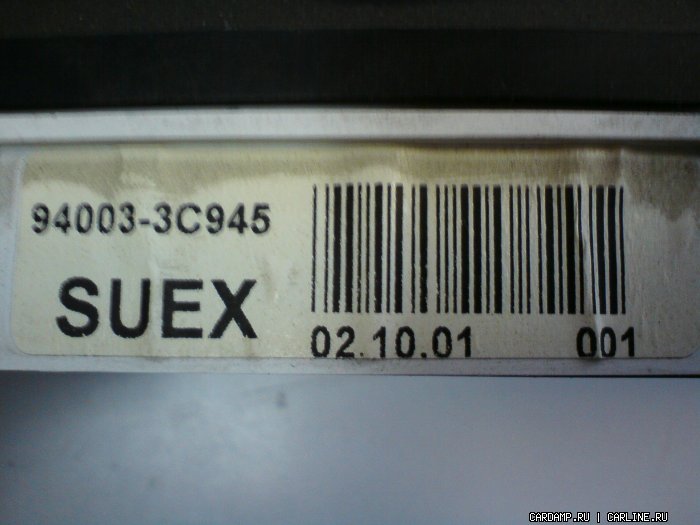 94003-3C945
SUEX
02.10.01 001
CARDAMP.RU | CARLINE.RU